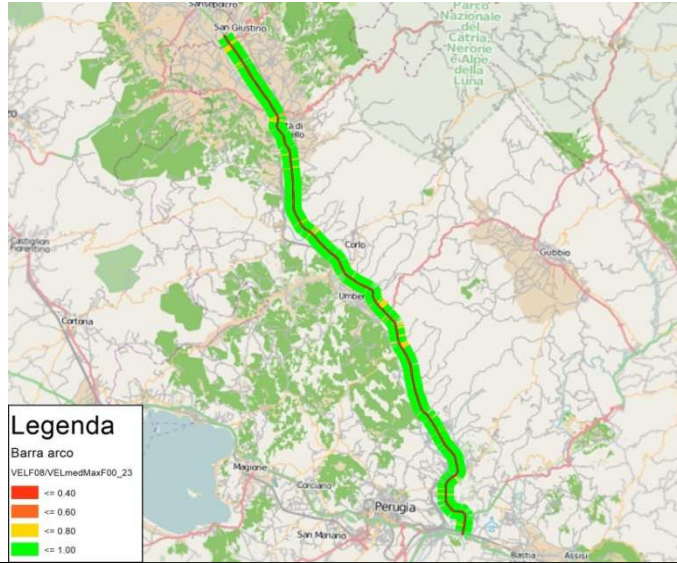 Sansepolcro
San Giustino
Parco
Nazionale
del
Catria,
Nerone
e Alpe
della
Luna
Castiglion
Fiorentino
Corlo
Gubbio
Cortona
Umber
Legenda
Barra arco
VELF08/VELmedMaxF00_23
<= 0.40
<= 0.60
<= 0.80
<= 1.00
Magione
Corciano
Perugia
San Mariano
Bastia
Assisi